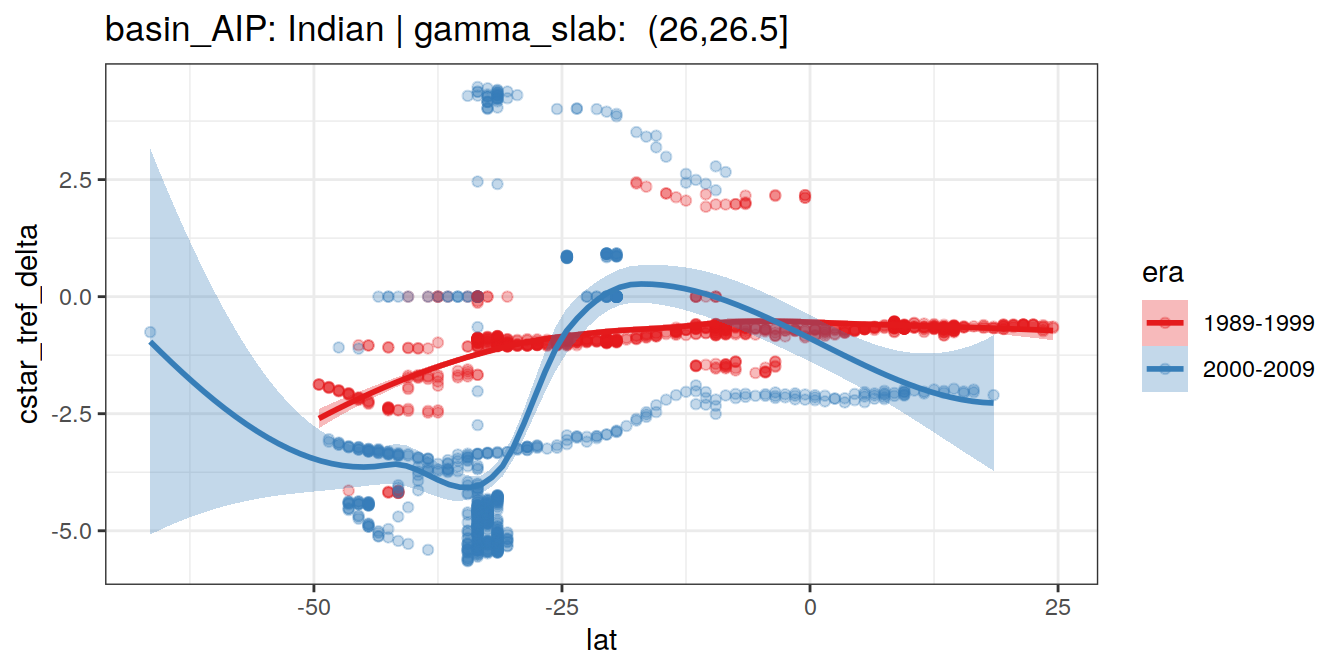 basin_AIP: Indian | gamma_slab:  (26,26.5]
cstar_tref_delta
2.5
0.0
-2.5
-5.0
-50
-25
0
25
lat
era
1989-1999
2000-2009